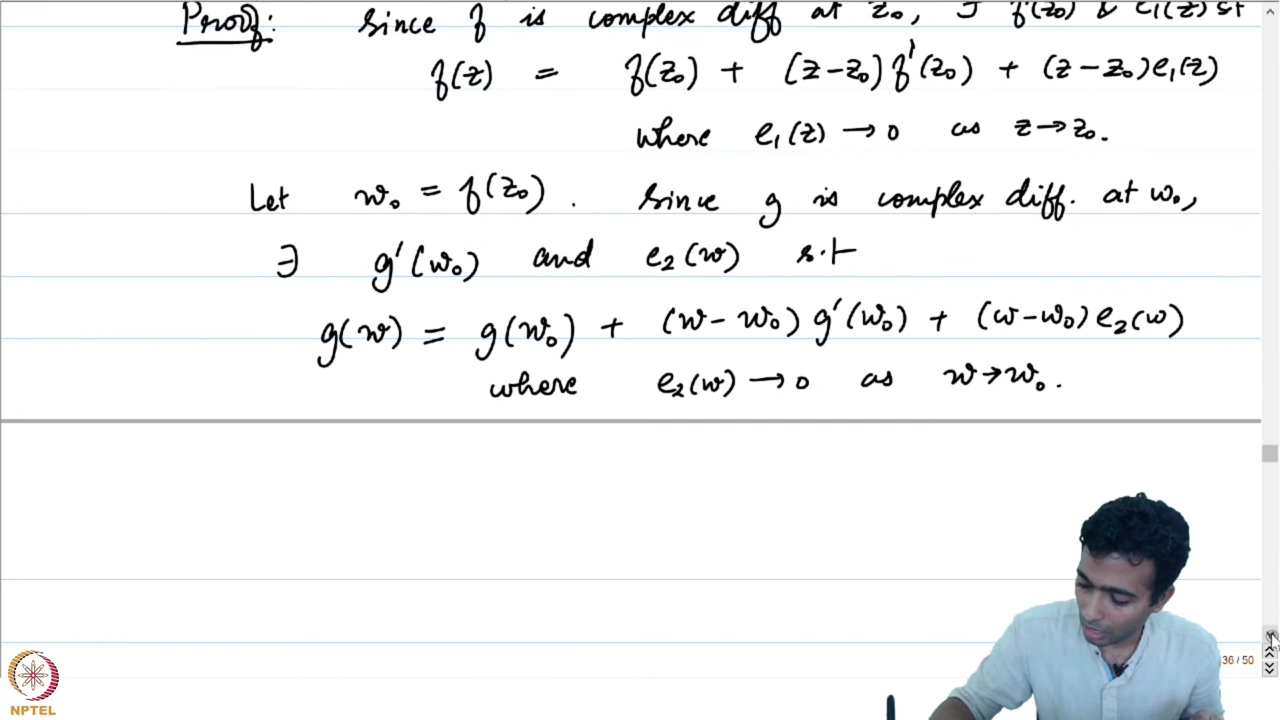 Proof: since f is complex diff at z₀, ∃ f'(z₀) & e₁(z) st
f(z) = f(z₀) + (z-z₀) f'(z₀) + (z-z₀) e₁(z)
where e₁(z) → 0 as z → z₀.
Let w₀ = f(z₀). Since g is complex diff. at w₀,
∃ g'(w₀) and e₂(w) s.t
g(w) = g(w₀) + (w-w₀) g'(w₀) + (w-w₀) e₂(w)
where e₂(w) → 0 as w → w₀.
36 / 50
NPTEL